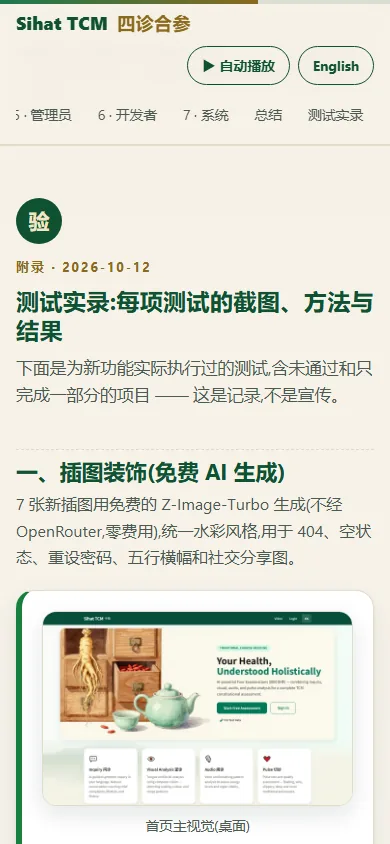 Sihat TCM 四诊合参
▶ 自动播放
English
5 · 管理员
6 · 开发者
7 · 系统
总结
测试实录
验
附录 · 2026-10-12
测试实录:每项测试的截图、方法与
结果
下面是为新功能实际执行过的测试,含未通过和只
完成一部分的项目 —— 这是记录,不是宣传。
一、插图装饰(免费 AI 生成)
7 张新插图用免费的 Z-Image-Turbo 生成(不经
OpenRouter,零费用),统一水彩风格,用于 404、空状
态、重设密码、五行横幅和社交分享图。
Sihat TCM
Your Health,
Understood Holistically
Start Free Assessment
Sign In
首页主视觉(桌面)